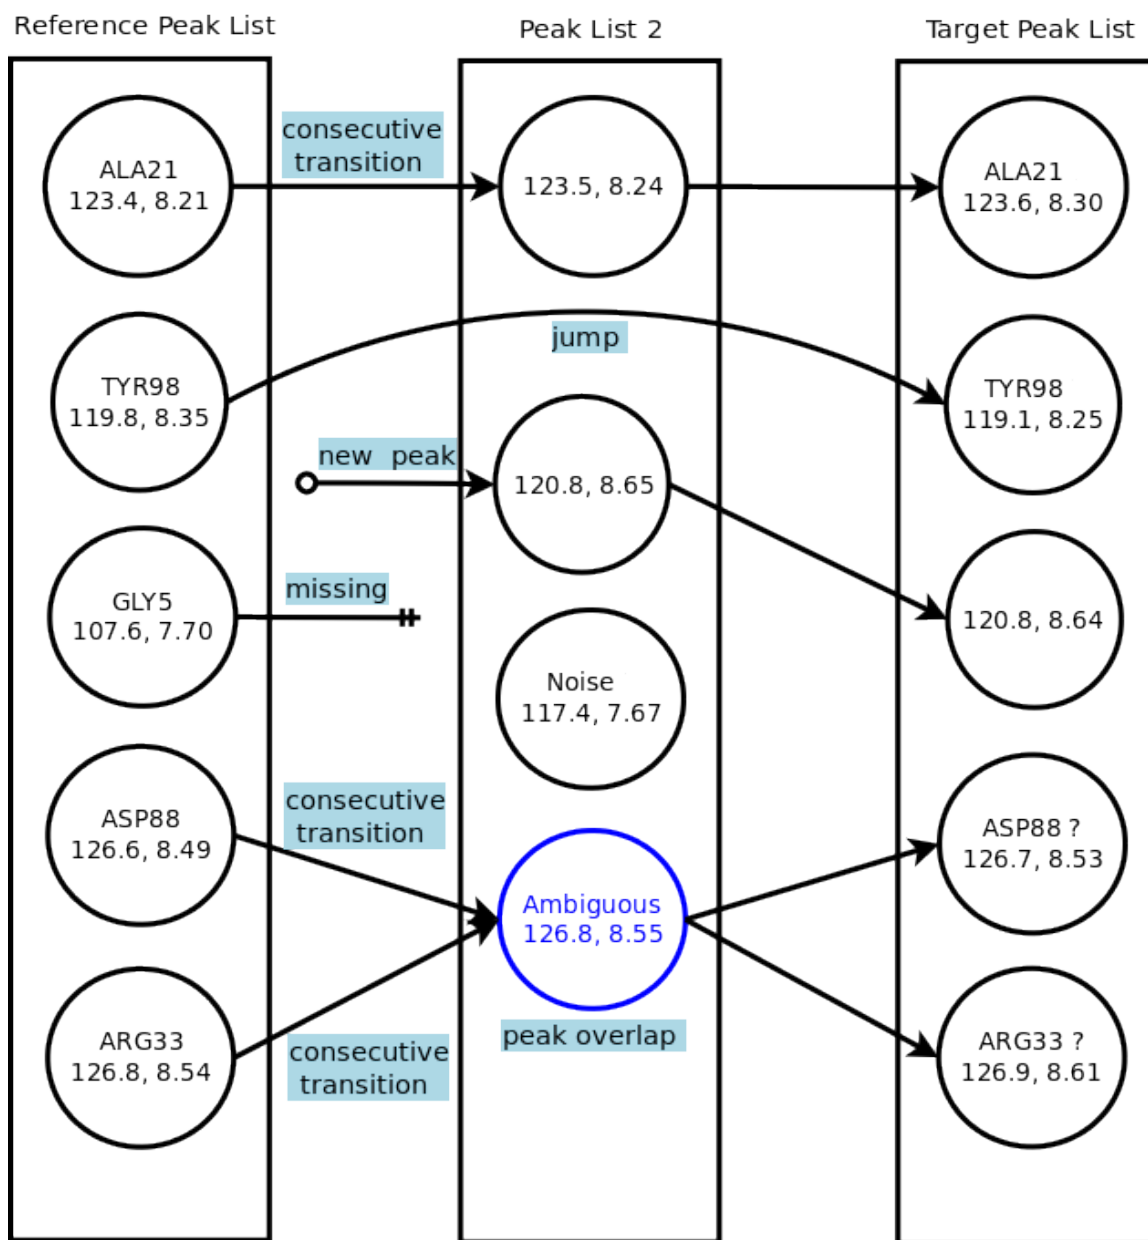 Reference Peak List
Peak List 2
Target Peak List
consecutive
transition
ALA21
123.4, 8.21
123.5, 8.24
ALA21
123.6, 8.30
jump
TYR98
119.8, 8.35
TYR98
119.1, 8.25
new peak
120.8, 8.65
missing
GLY5
107.6, 7.70
120.8, 8.64
Noise
117.4, 7.67
consecutive
transition
ASP88
126.6, 8.49
ASP88 ?
126.7, 8.53
Ambiguous
126.8, 8.55
peak overlap
ARG33
126.8, 8.54
consecutive
transition
ARG33 ?
126.9, 8.61